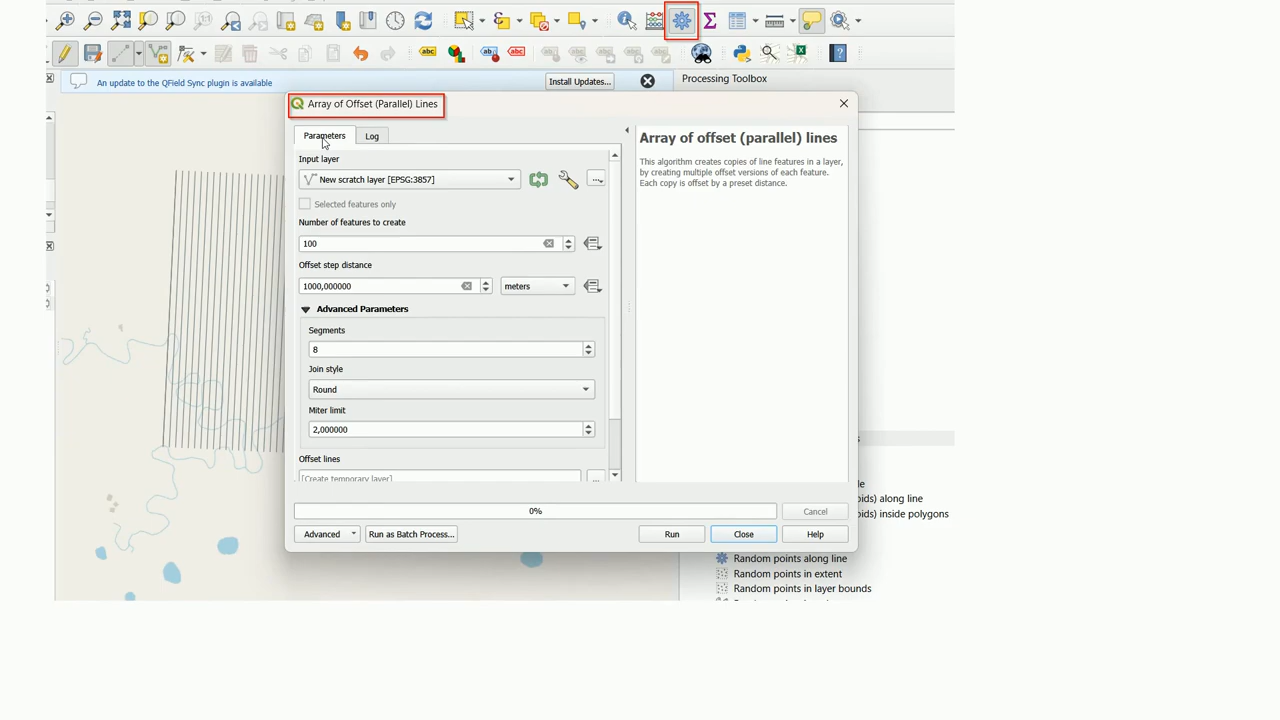 abc
abc
ab
abc
An update to the QField Sync plugin is available
Install Updates...
Processing Toolbox
Array of Offset (Parallel) Lines
Parameters
Log
Input layer
New scratch layer [EPSG:3857]
...
Selected features only
Number of features to create
100
Offset step distance
1000,000000
meters
Advanced Parameters
Segments
8
Join style
Round
Miter limit
2,000000
Offset lines
[Create temporary layer]
...
Array of offset (parallel) lines
This algorithm creates copies of line features in a layer,
by creating multiple offset versions of each feature.
Each copy is offset by a preset distance.
0%
Cancel
Advanced
Run as Batch Process...
Run
Close
Help
along line
inside polygons
Random points along line
Random points in extent
Random points in layer bounds